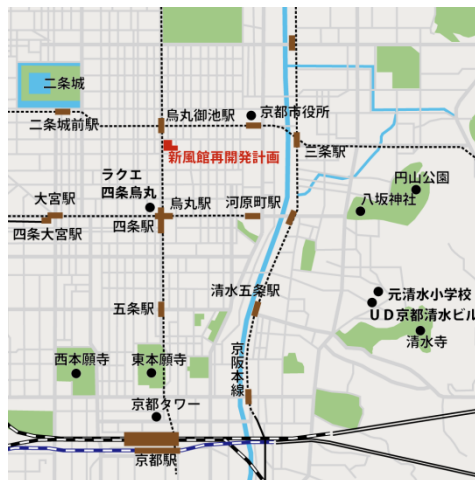 二条城
二条城前駅
烏丸御池駅
京都市役所
新風館再開発計画
三条駅
円山公園
ラクエ
四条烏丸
大宮駅
烏丸駅
河原町駅
八坂神社
四条大宮駅
四条駅
清水五条駅
元清水小学校
五条駅
UD京都清水ビル
清水寺
京阪本線
西本願寺
東本願寺
京都タワー
京都駅